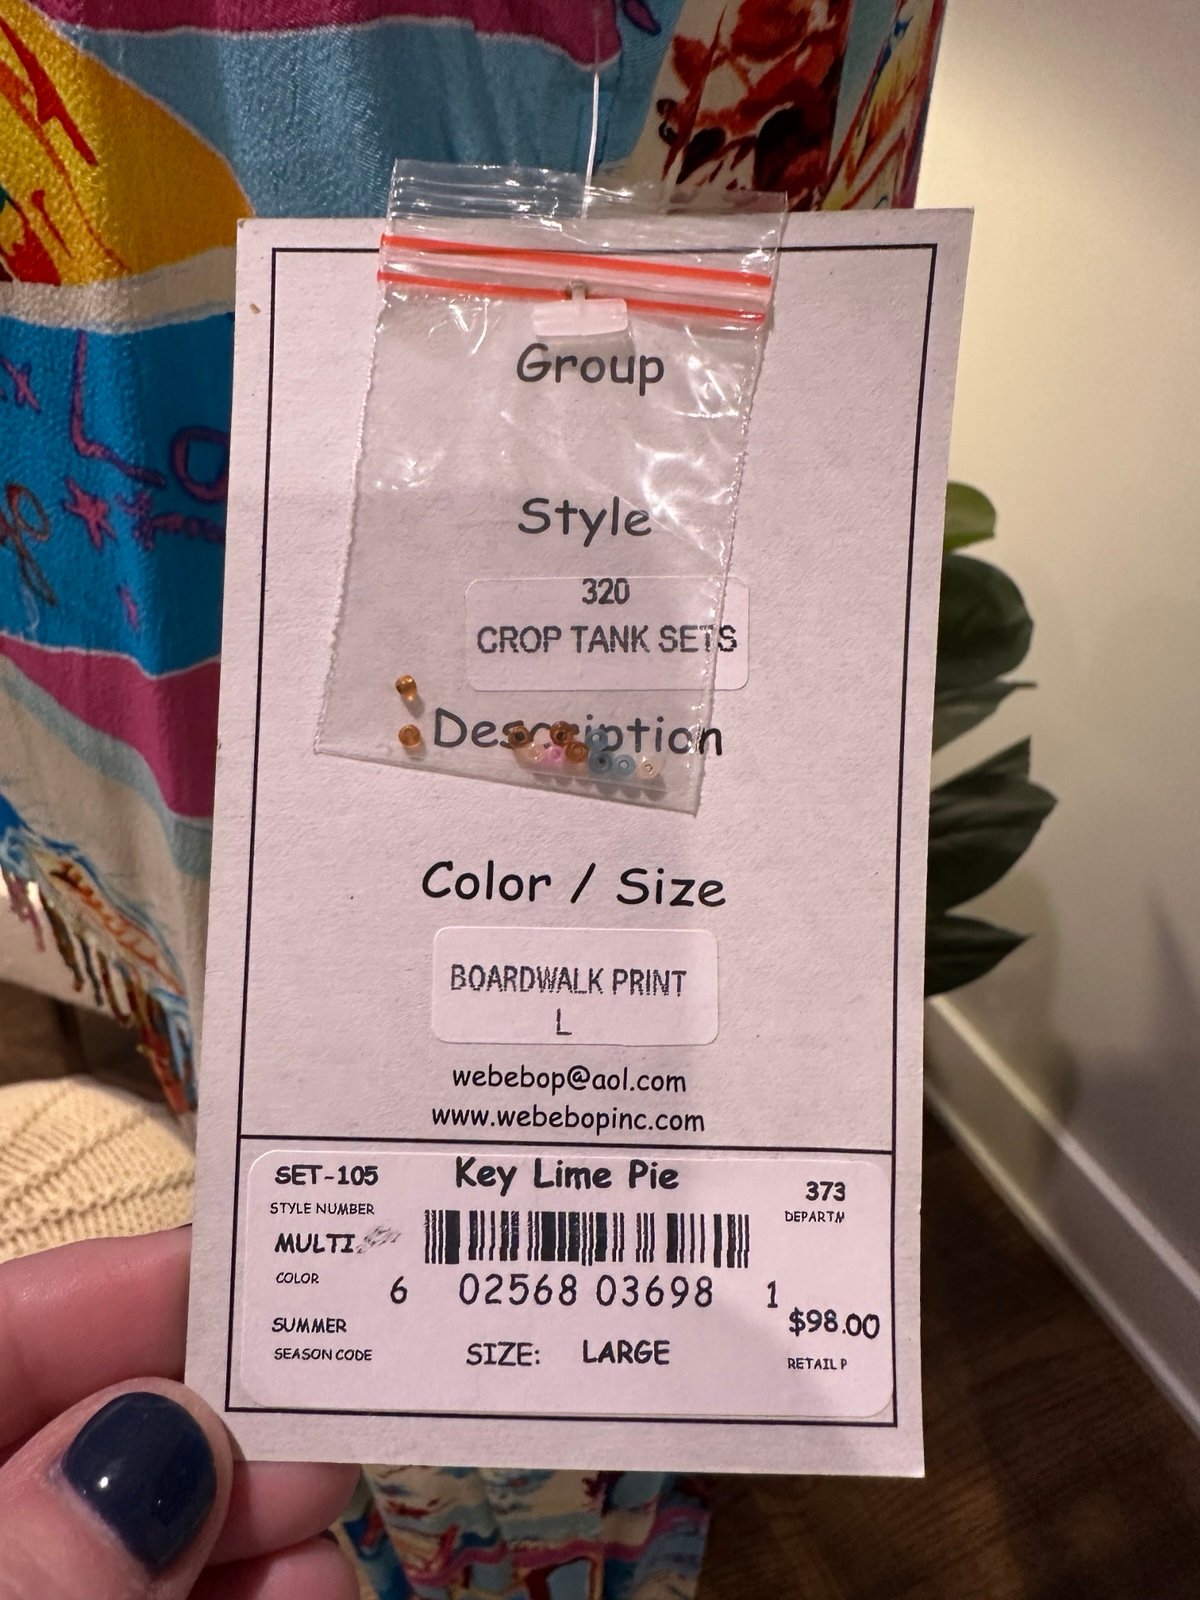 Group
Style
320
CROP TANK SETS
Description
Color / Size
BOARDWALK PRINT
L
webebop@aol.com
www.webebopinc.com
SET-105 Key Lime Pie 373
STYLE NUMBER DEPARTM
MULTI
COLOR 6 02568 03698 1
SUMMER $98.00
SEASON CODE SIZE: LARGE RETAIL P